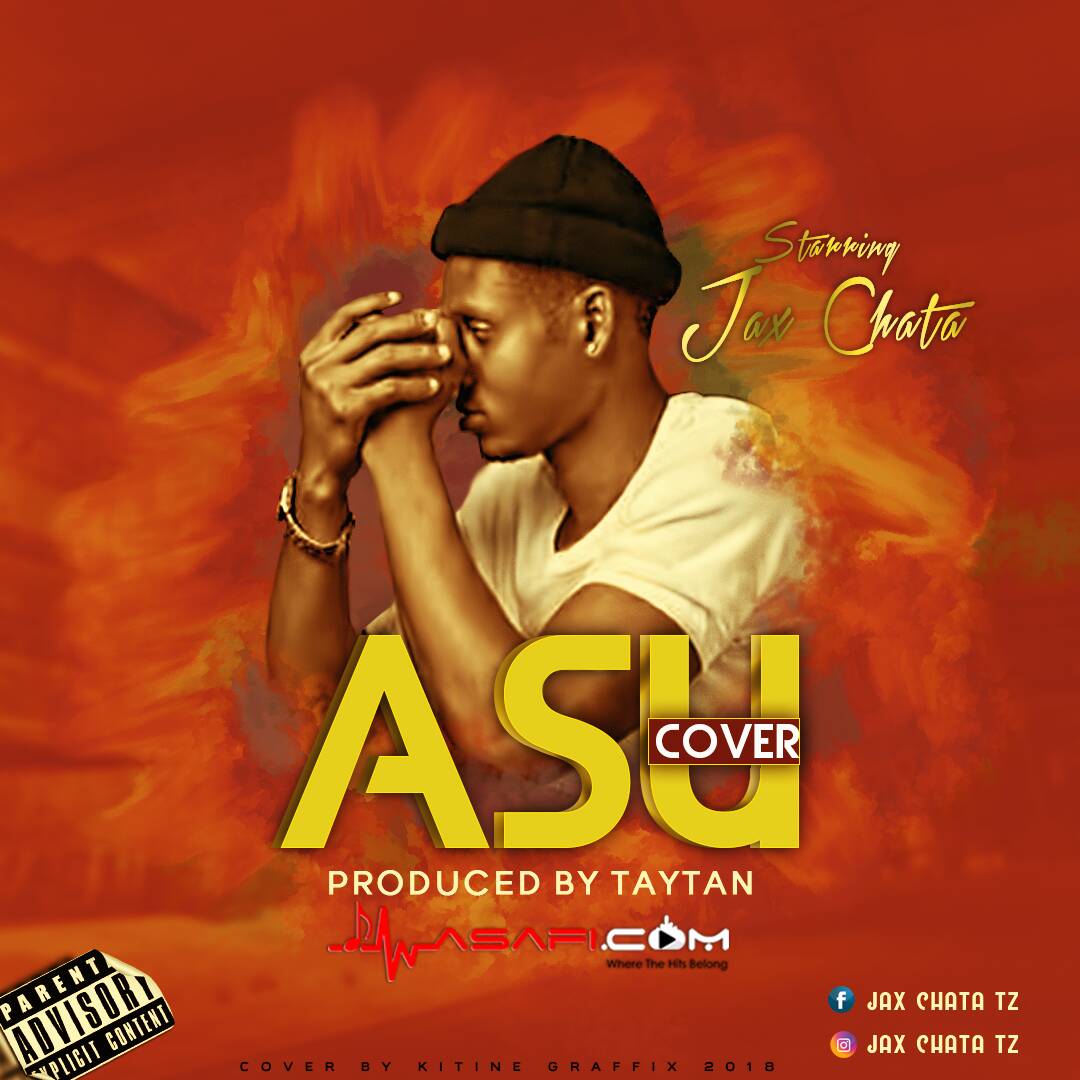 Starring
Jax Chata
ASU
COVER
PRODUCED BY TAYTAN
WASAFI.COM
Where The Hits Belong
PARENT
ADVISORY
EXPLICIT CONTENT
JAX CHATA TZ
JAX CHATA TZ
COVER BY KITINE GRAFFIX 2018